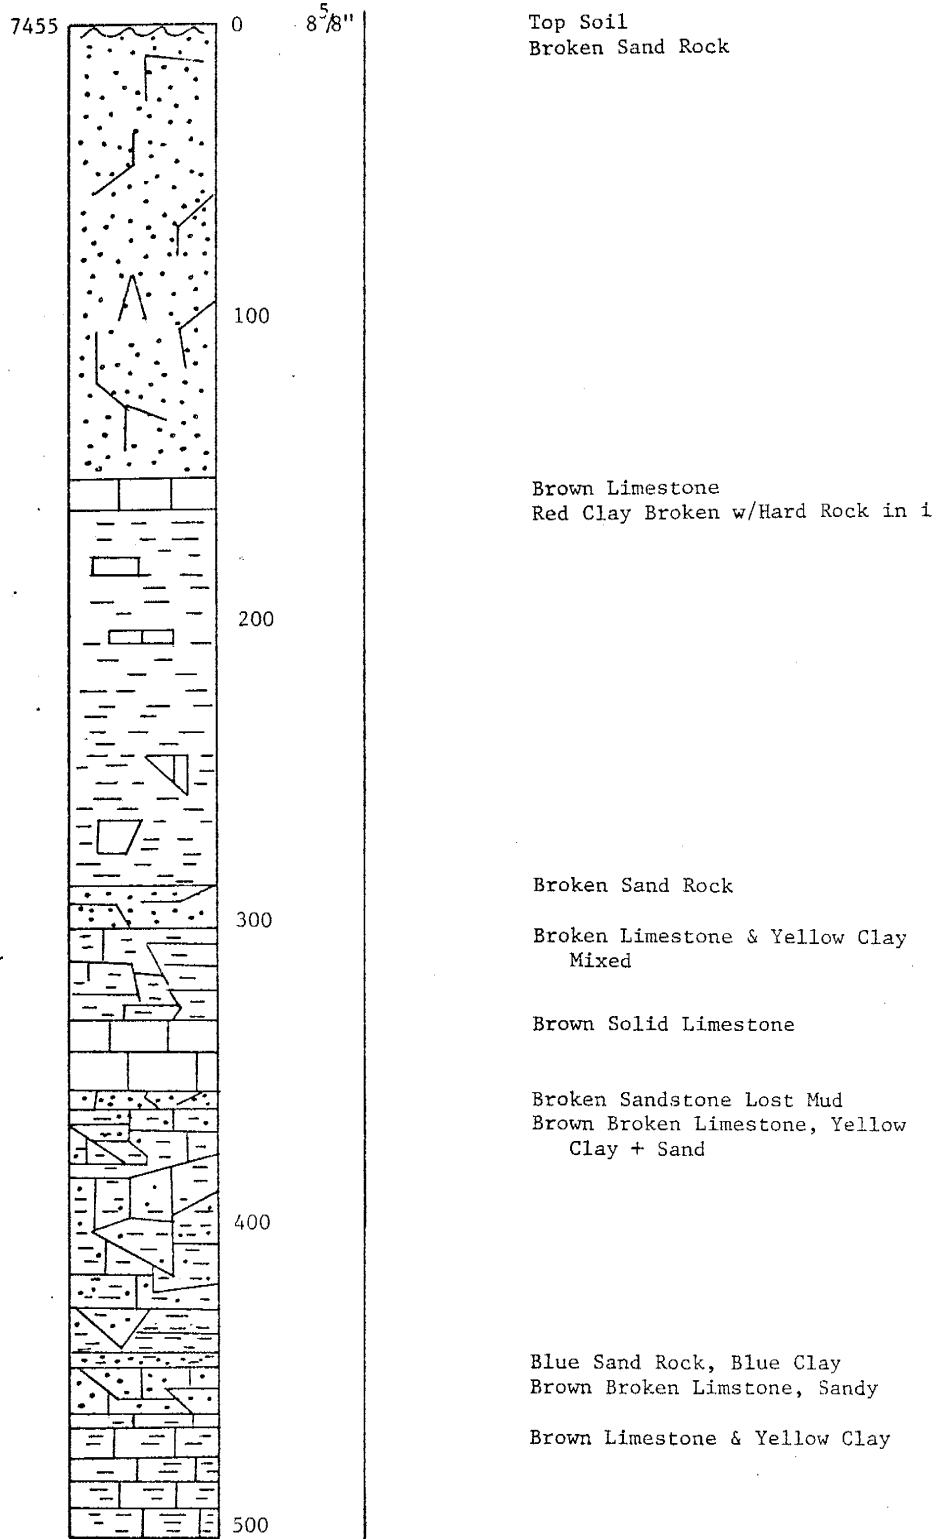 7455 0 8 5/8" Top Soil
Broken Sand Rock
100
Brown Limestone
Red Clay Broken w/Hard Rock in i
200
Broken Sand Rock
300
Broken Limestone & Yellow Clay
Mixed
Brown Solid Limestone
Broken Sandstone Lost Mud
Brown Broken Limestone, Yellow
Clay + Sand
400
Blue Sand Rock, Blue Clay
Brown Broken Limstone, Sandy
Brown Limestone & Yellow Clay
500